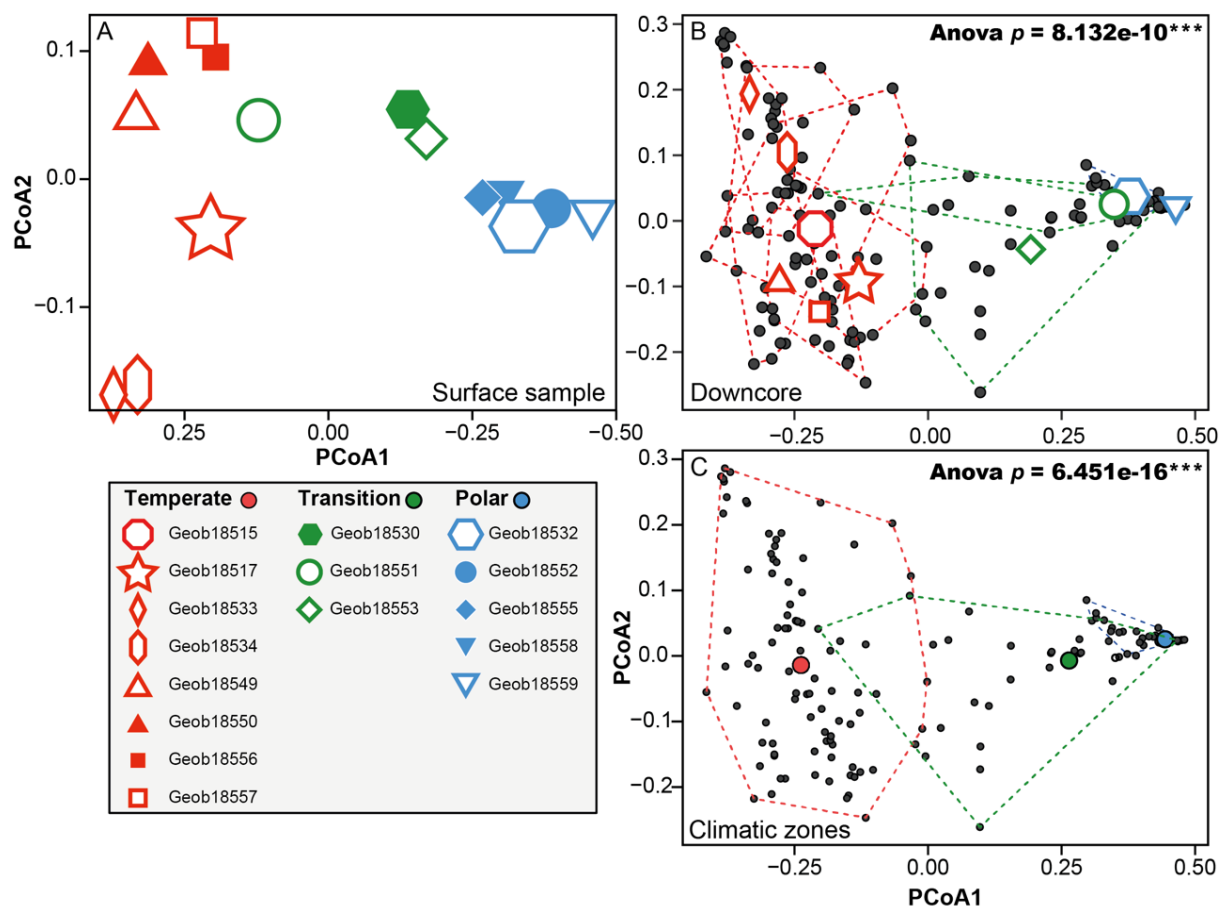 A
0.1
0.0
−0.1
PCoA2
Surface sample
0.25
0.00
-0.25
-0.50
PCoA1
B
Anova p = 8.132e-10***
0.3
0.2
0.1
0.0
−0.1
−0.2
Downcore
−0.25
0.00
0.25
0.50
C
Anova p = 6.451e-16***
0.3
0.2
0.1
0.0
−0.1
−0.2
PCoA2
Climatic zones
−0.25
0.00
0.25
0.50
PCoA1
Temperate
Geob18515
Geob18517
Geob18533
Geob18534
Geob18549
Geob18550
Geob18556
Geob18557
Transition
Geob18530
Geob18551
Geob18553
Polar
Geob18532
Geob18552
Geob18555
Geob18558
Geob18559